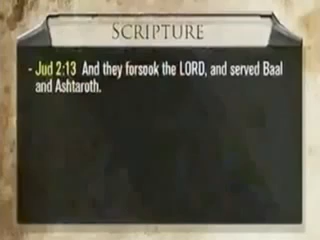 SCRIPTURE
- Jud 2:13 And they forsook the LORD, and served Baal
and Ashtaroth.